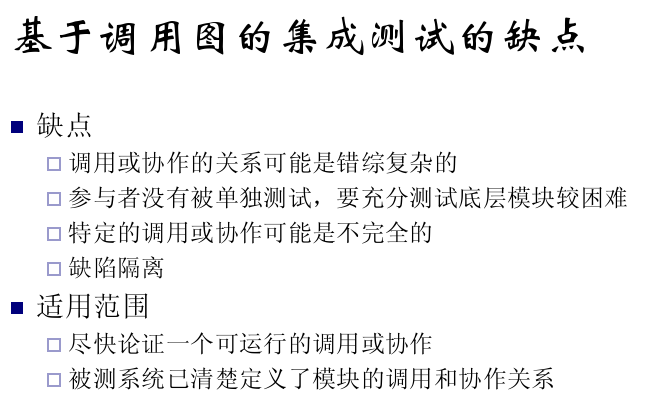 基于调用图的集成测试的缺点
缺点
调用或协作的关系可能是错综复杂的
参与者没有被单独测试，要充分测试底层模块较困难
特定的调用或协作可能是不完全的
缺陷隔离
适用范围
尽快论证一个可运行的调用或协作
被测系统已清楚定义了模块的调用和协作关系